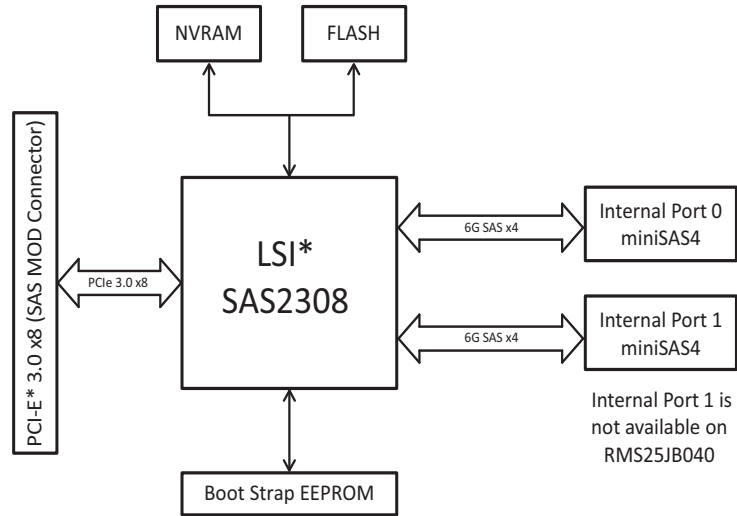 NVRAM
FLASH
PCI-E* 3.0 x8 (SAS MOD Connector)
PCIe 3.0 x8
LSI*
SAS2308
6G SAS x4
Internal Port 0
miniSAS4
6G SAS x4
Internal Port 1
miniSAS4
Internal Port 1 is
not available on
RMS25JB040
Boot Strap EEPROM